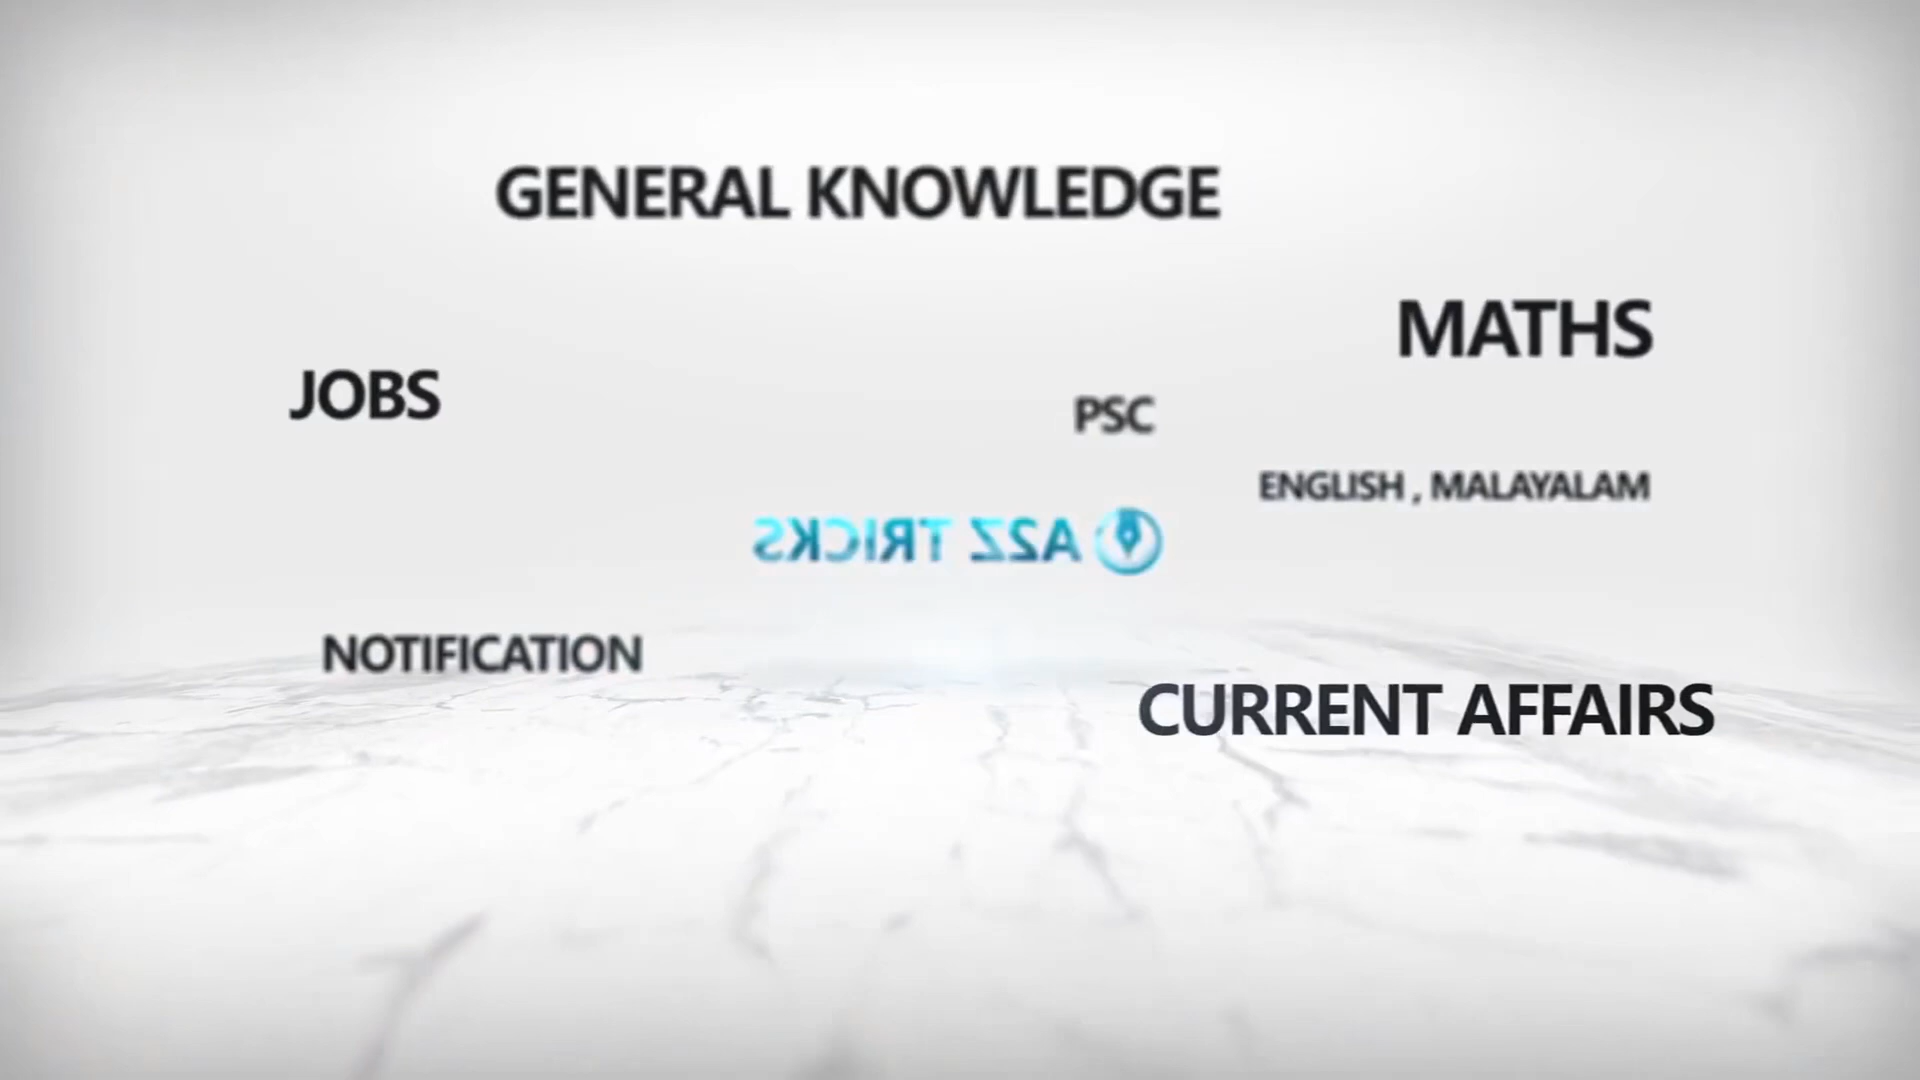 GENERAL KNOWLEDGE
MATHS
JOBS
PSC
ENGLISH , MALAYALAM
A2Z TRICKS
NOTIFICATION
CURRENT AFFAIRS